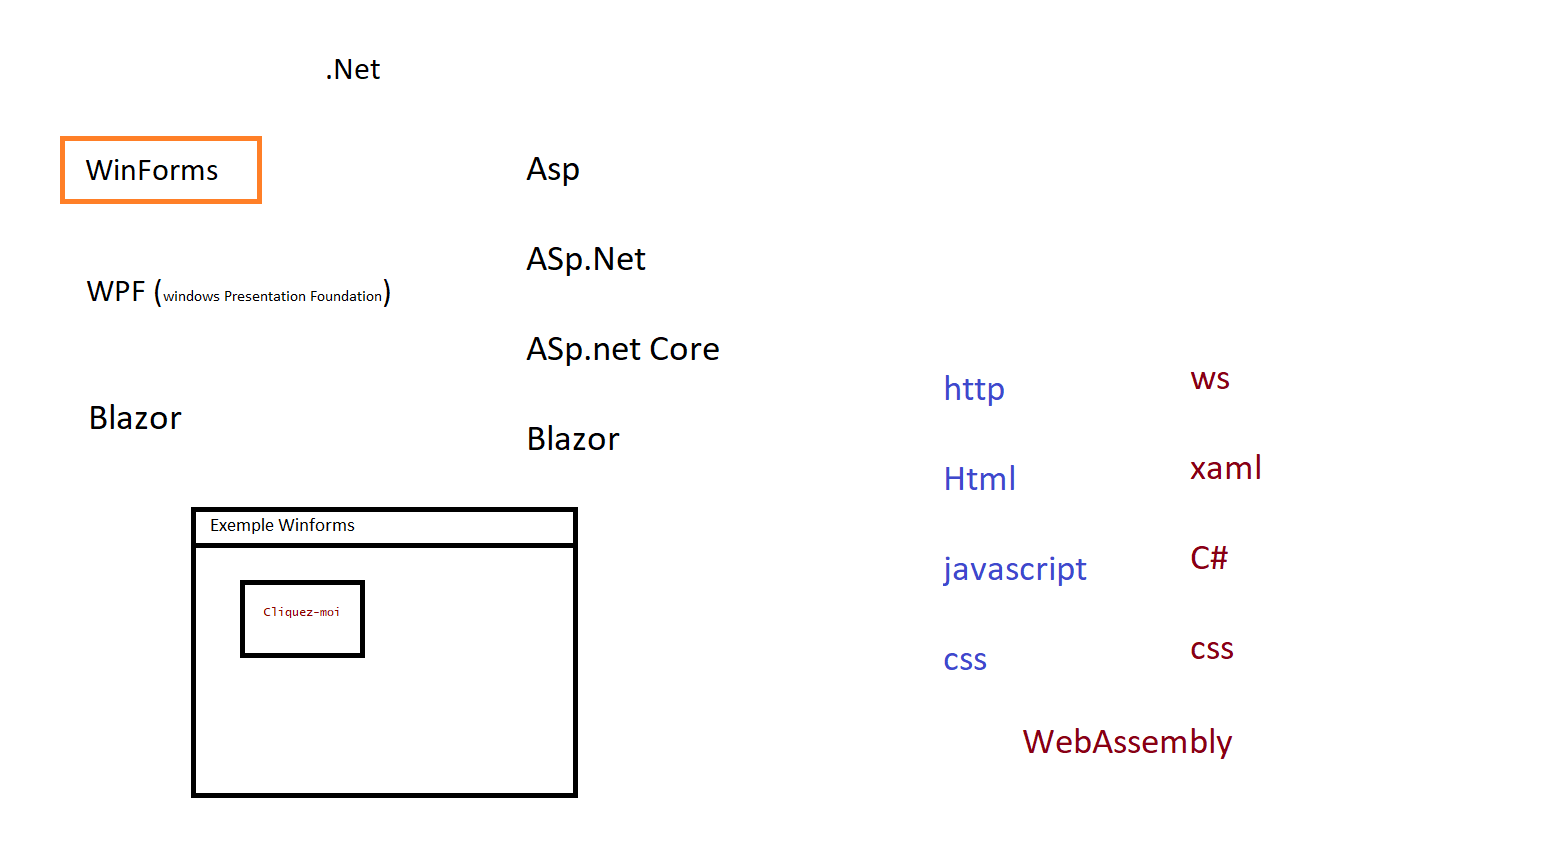 .Net
WinForms
WPF (windows Presentation Foundation)
Blazor
Asp
ASp.Net
ASp.net Core
Blazor
Exemple Winforms
Cliquez-moi
http
Html
javascript
css
ws
xaml
C#
css
WebAssembly